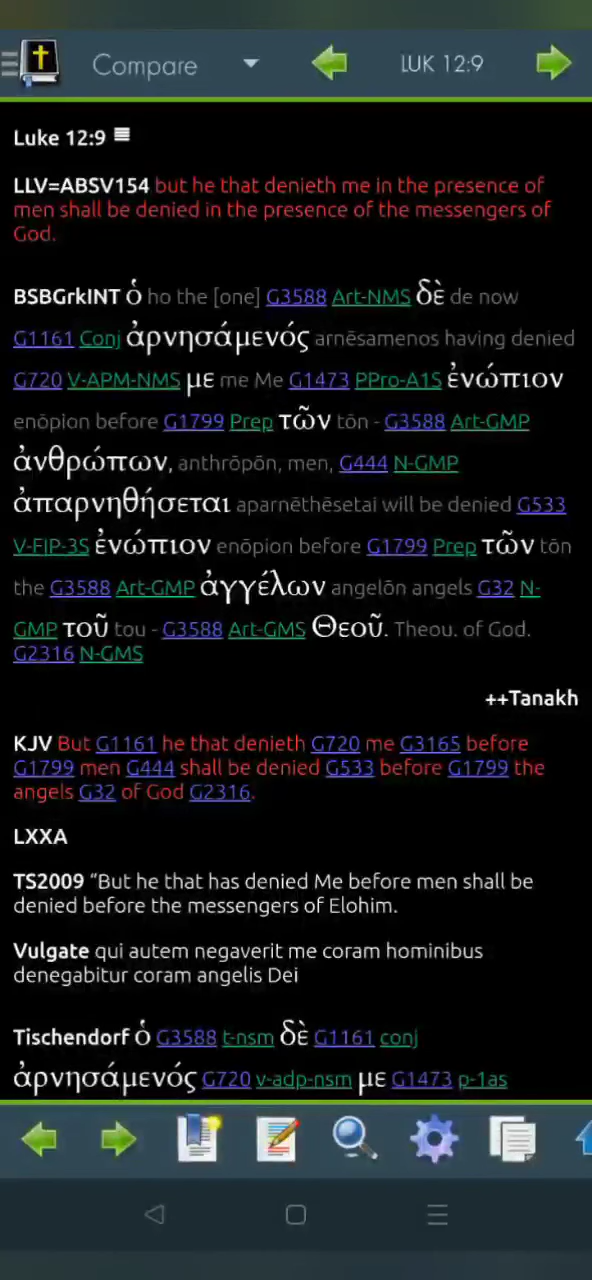 Compare LUK 12:9
Luke 12:9
LLV=ABSV154 but he that denieth me in the presence of
men shall be denied in the presence of the messengers of
God.
BSBGrkINT ὁ ho the [one] G3588 Art-NMS δὲ de now
G1161 Conj ἀρνησάμενός arnēsamenos having denied
G720 V-APM-NMS με me Me G1473 PPro-A1S ἐνώπιον
enōpion before G1799 Prep τῶν tōn - G3588 Art-GMP
ἀνθρώπων, anthrōpōn, men, G444 N-GMP
ἀπαρνηθήσεται aparnēthēsetai will be denied G533
V-FIP-3S ἐνώπιον enōpion before G1799 Prep τῶν tōn
the G3588 Art-GMP ἀγγέλων angelōn angels G32 N-
GMP τοῦ tou - G3588 Art-GMS Θεοῦ. Theou. of God.
G2316 N-GMS
++Tanakh
KJV But G1161 he that denieth G720 me G3165 before
G1799 men G444 shall be denied G533 before G1799 the
angels G32 of God G2316.
LXXA
TS2009 “But he that has denied Me before men shall be
denied before the messengers of Elohim.
Vulgate qui autem negaverit me coram hominibus
denegabitur coram angelis Dei
Tischendorf ὁ G3588 t-nsm δὲ G1161 conj
ἀρνησάμενός G720 v-adp-nsm με G1473 p-1as